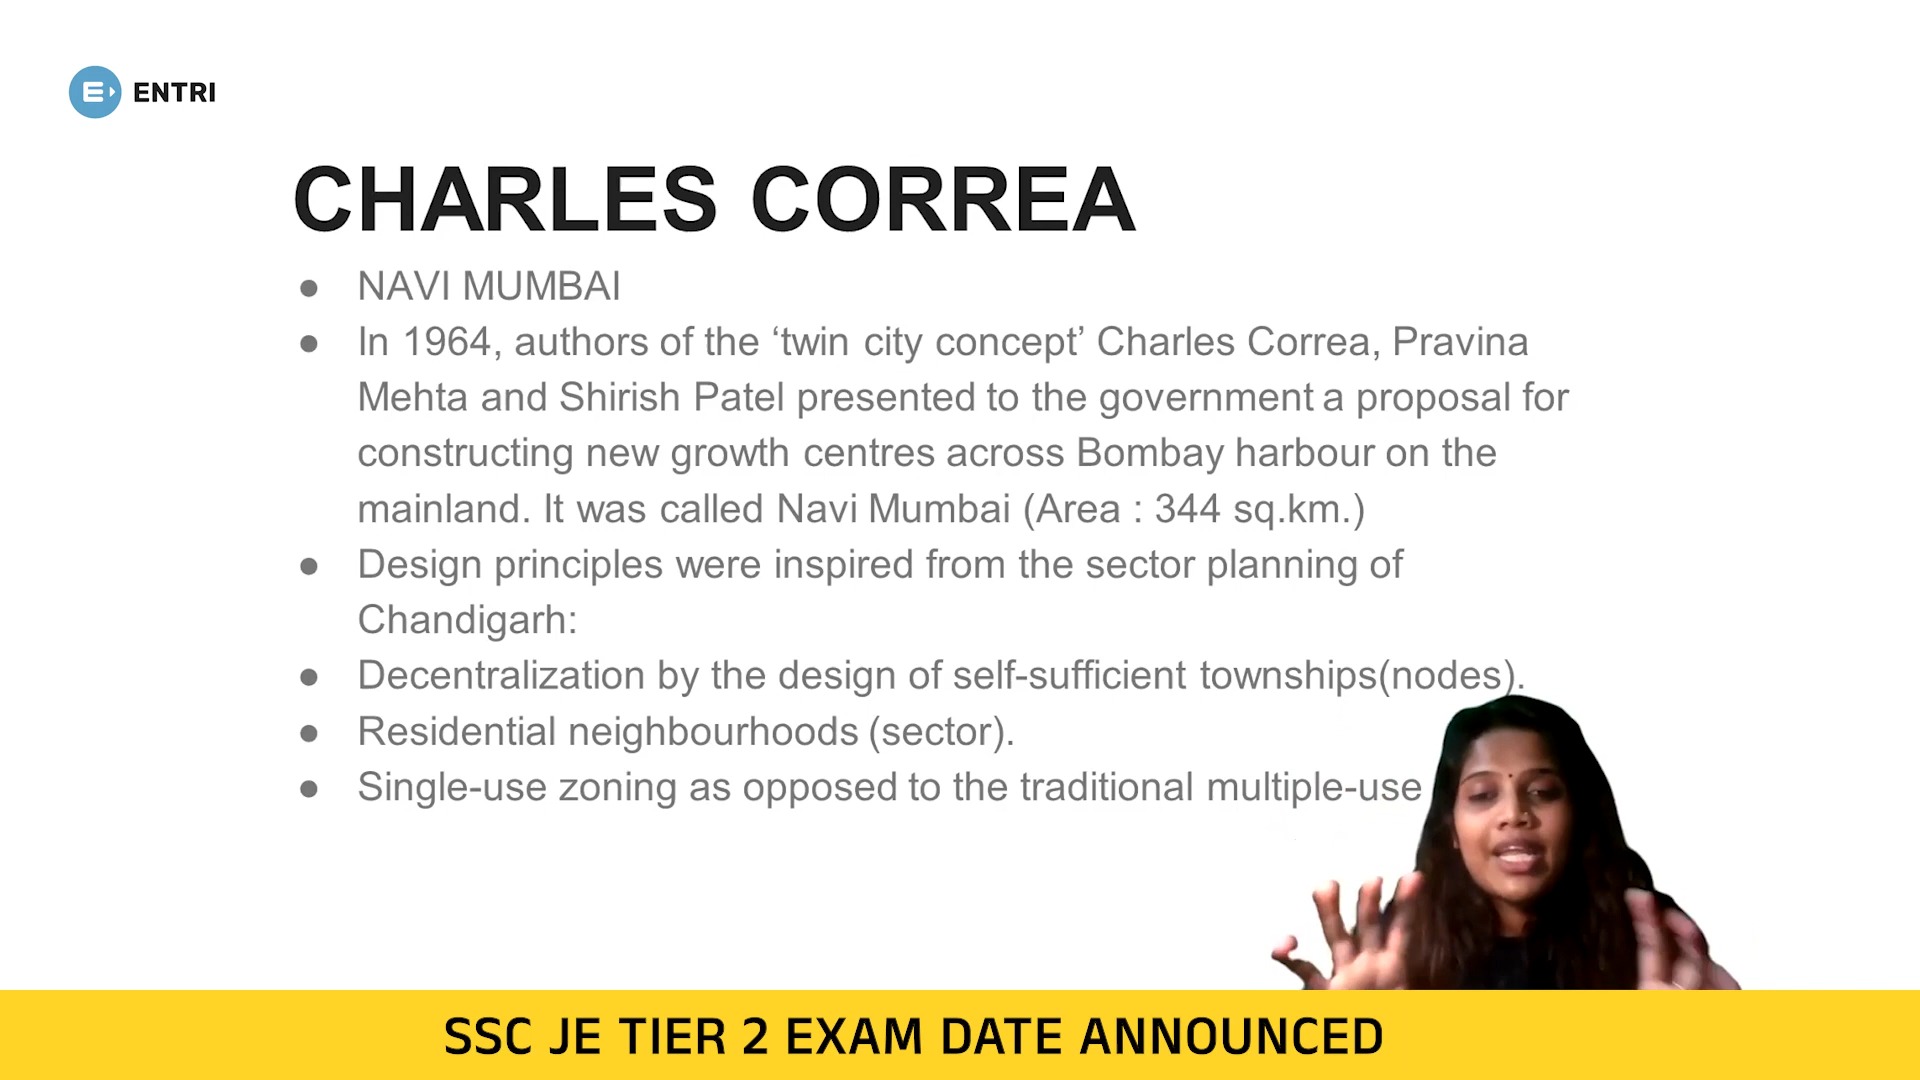 ENTRI
CHARLES CORREA
● NAVI MUMBAI
● In 1964, authors of the ‘twin city concept’ Charles Correa, Pravina
Mehta and Shirish Patel presented to the government a proposal for
constructing new growth centres across Bombay harbour on the
mainland. It was called Navi Mumbai (Area : 344 sq.km.)
● Design principles were inspired from the sector planning of
Chandigarh:
● Decentralization by the design of self-sufficient townships(nodes).
● Residential neighbourhoods (sector).
● Single-use zoning as opposed to the traditional multiple-use
SSC JE TIER 2 EXAM DATE ANNOUNCED